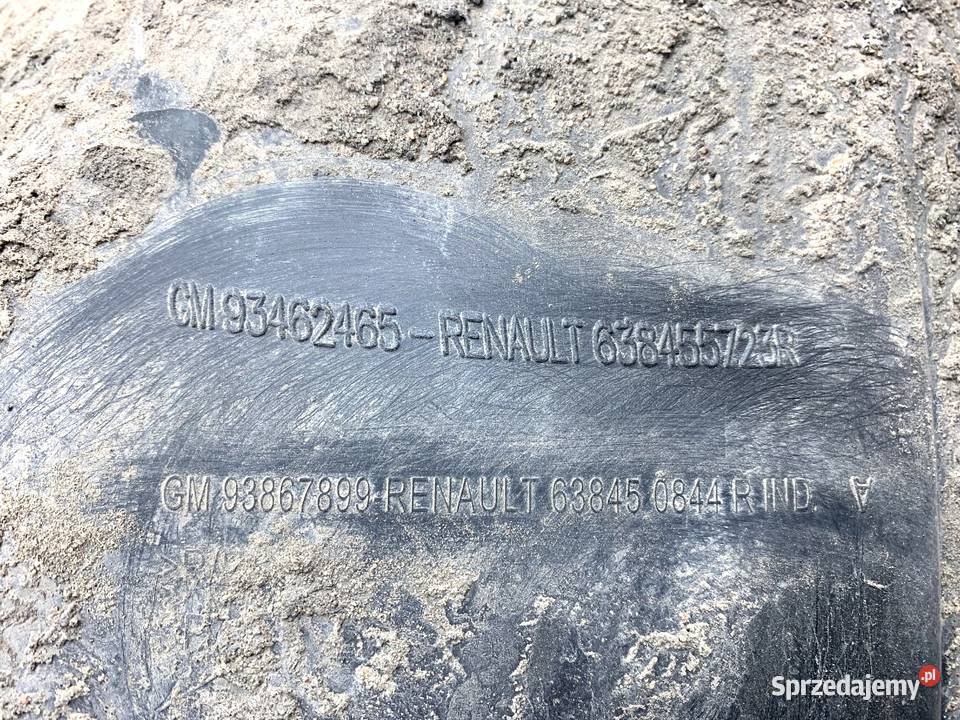 GM 93462465 - RENAULT 638455723R
GM 93867899-RENAULT 63845 0844 R IND. A
Sprzedajemy.pl